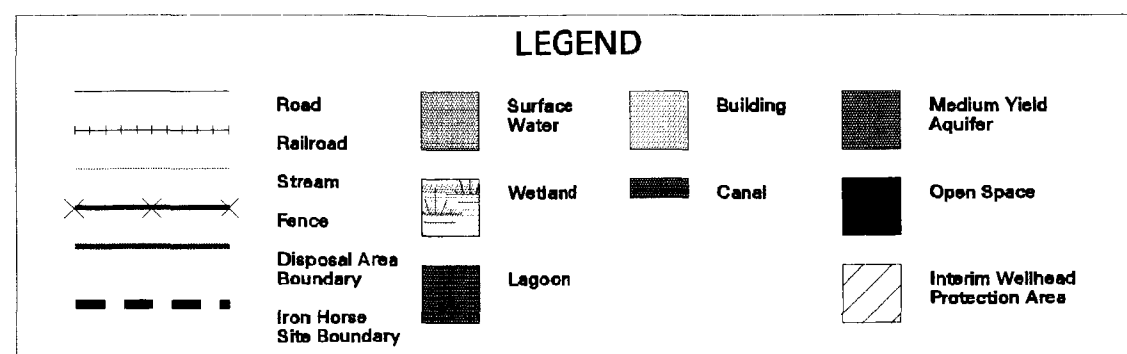 LEGEND
Road
Railroad
Stream
Fence
Disposal Area
Boundary
Iron Horse
Site Boundary
Surface
Water
Wetland
Lagoon
Building
Canal
Medium Yield
Aquifer
Open Space
Interim Wellhead
Protection Area